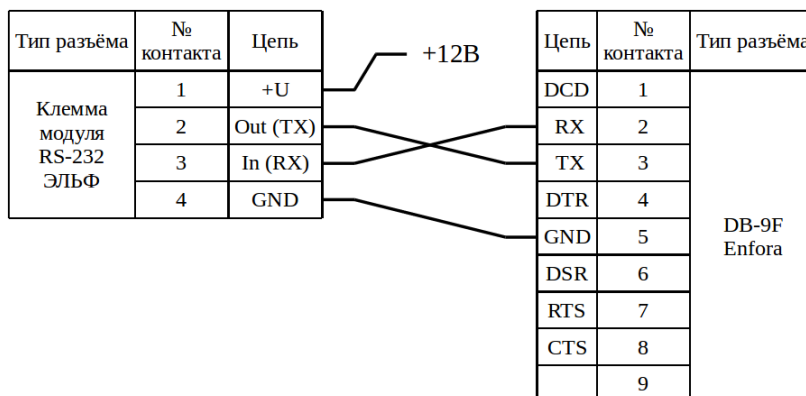 Тип разъёма
№
контакта
Цепь
+12В
Цепь
№
контакта
Тип разъёма
Клемма
модуля
RS-232
ЭЛЬФ
1
+U
2
Out (TX)
3
In (RX)
4
GND
DCD
1
RX
2
TX
3
DTR
4
GND
5
DSR
6
RTS
7
CTS
8
9
DB-9F
Enfora